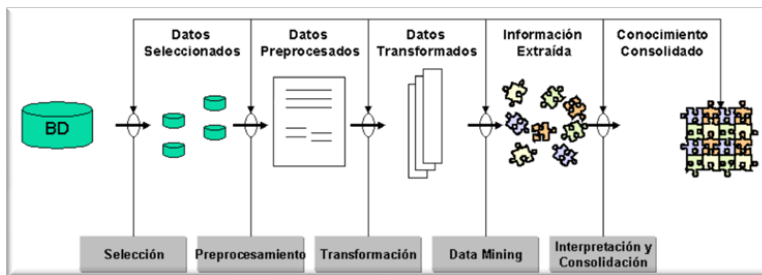 Datos
Seleccionados
Datos
Preprocesados
Datos
Transformados
Información
Extraída
Conocimiento
Consolidado
BD
Selección
Preprocesamiento
Transformación
Data Mining
Interpretación y
Consolidación